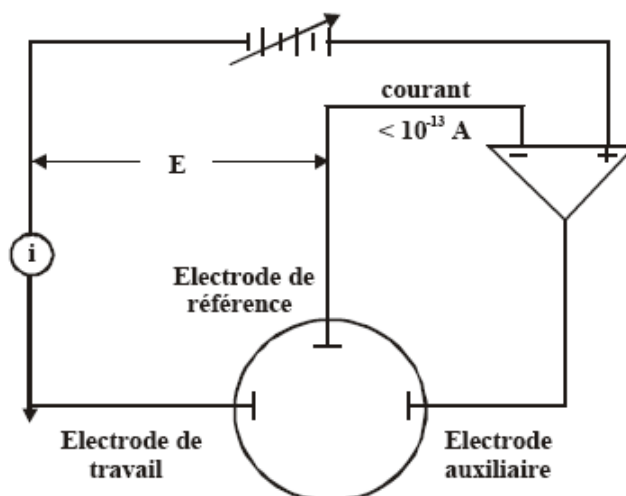 courant
< 10⁻¹³ A
- +
E
i
Electrode de
référence
Electrode de
travail
Electrode
auxiliaire